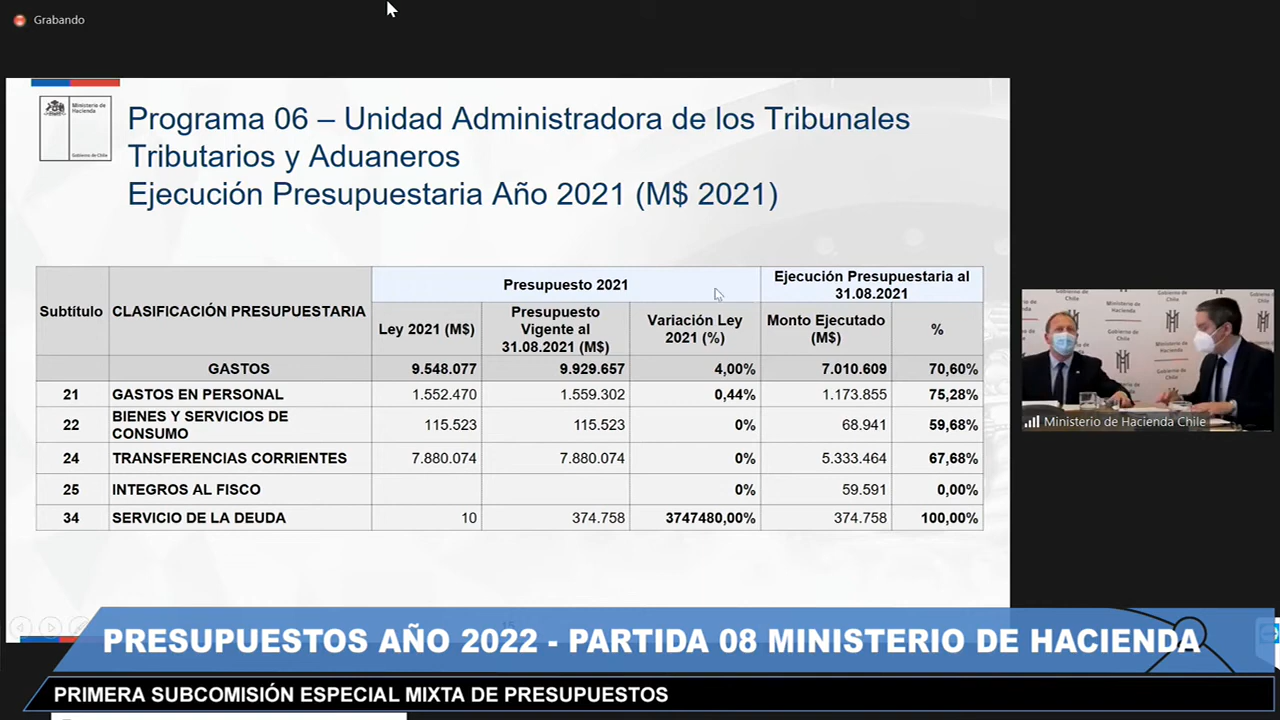 Grabando
Ministerio de
Hacienda
Gobierno de Chile
Programa 06 – Unidad Administradora de los Tribunales
Tributarios y Aduaneros
Ejecución Presupuestaria Año 2021 (M$ 2021)
Subtítulo CLASIFICACIÓN PRESUPUESTARIA Presupuesto 2021 Ejecución Presupuestaria al
31.08.2021
Ley 2021 (M$) Presupuesto
Vigente al
31.08.2021 (M$) Variación Ley
2021 (%) Monto Ejecutado
(M$) %
GASTOS 9.548.077 9.929.657 4,00% 7.010.609 70,60%
21 GASTOS EN PERSONAL 1.552.470 1.559.302 0,44% 1.173.855 75,28%
22 BIENES Y SERVICIOS DE
CONSUMO 115.523 115.523 0% 68.941 59,68%
24 TRANSFERENCIAS CORRIENTES 7.880.074 7.880.074 0% 5.333.464 67,68%
25 INTEGROS AL FISCO 0% 59.591 0,00%
34 SERVICIO DE LA DEUDA 10 374.758 3747480,00% 374.758 100,00%
Ministerio de Hacienda Chile
PRESUPUESTOS AÑO 2022 - PARTIDA 08 MINISTERIO DE HACIENDA
PRIMERA SUBCOMISIÓN ESPECIAL MIXTA DE PRESUPUESTOS